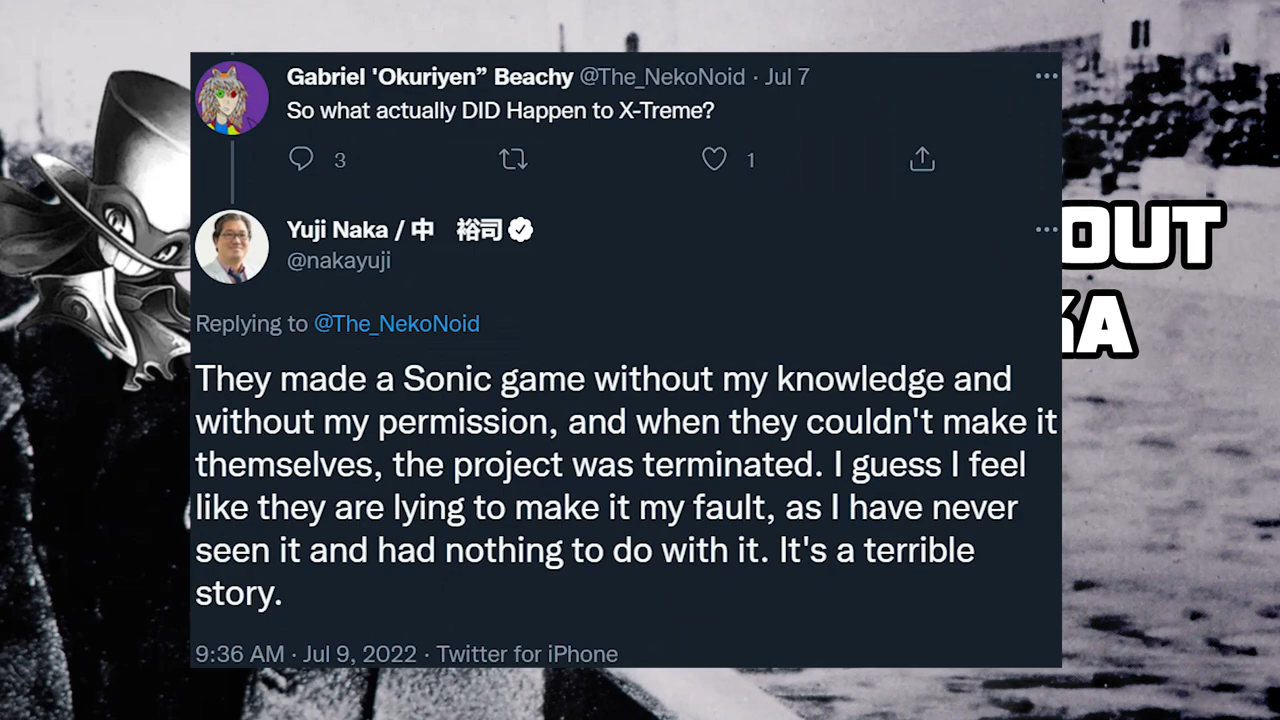 Gabriel 'Okuriyen” Beachy @The_NekoNoid · Jul 7
So what actually DID Happen to X-Treme?
3 1
Yuji Naka / 中　裕司
@nakayuji
Replying to @The_NekoNoid
They made a Sonic game without my knowledge and
without my permission, and when they couldn't make it
themselves, the project was terminated. I guess I feel
like they are lying to make it my fault, as I have never
seen it and had nothing to do with it. It's a terrible
story.
9:36 AM · Jul 9, 2022 · Twitter for iPhone
OUT
KA